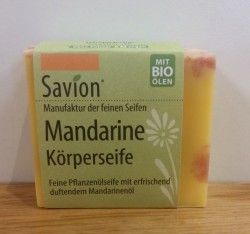 MIT
BIO
ÖLEN
Savion®
Manufaktur der feinen Seifen
Mandarine
Körperseife
Feine Pflanzenölseife mit erfrischend
duftendem Mandarinenöl